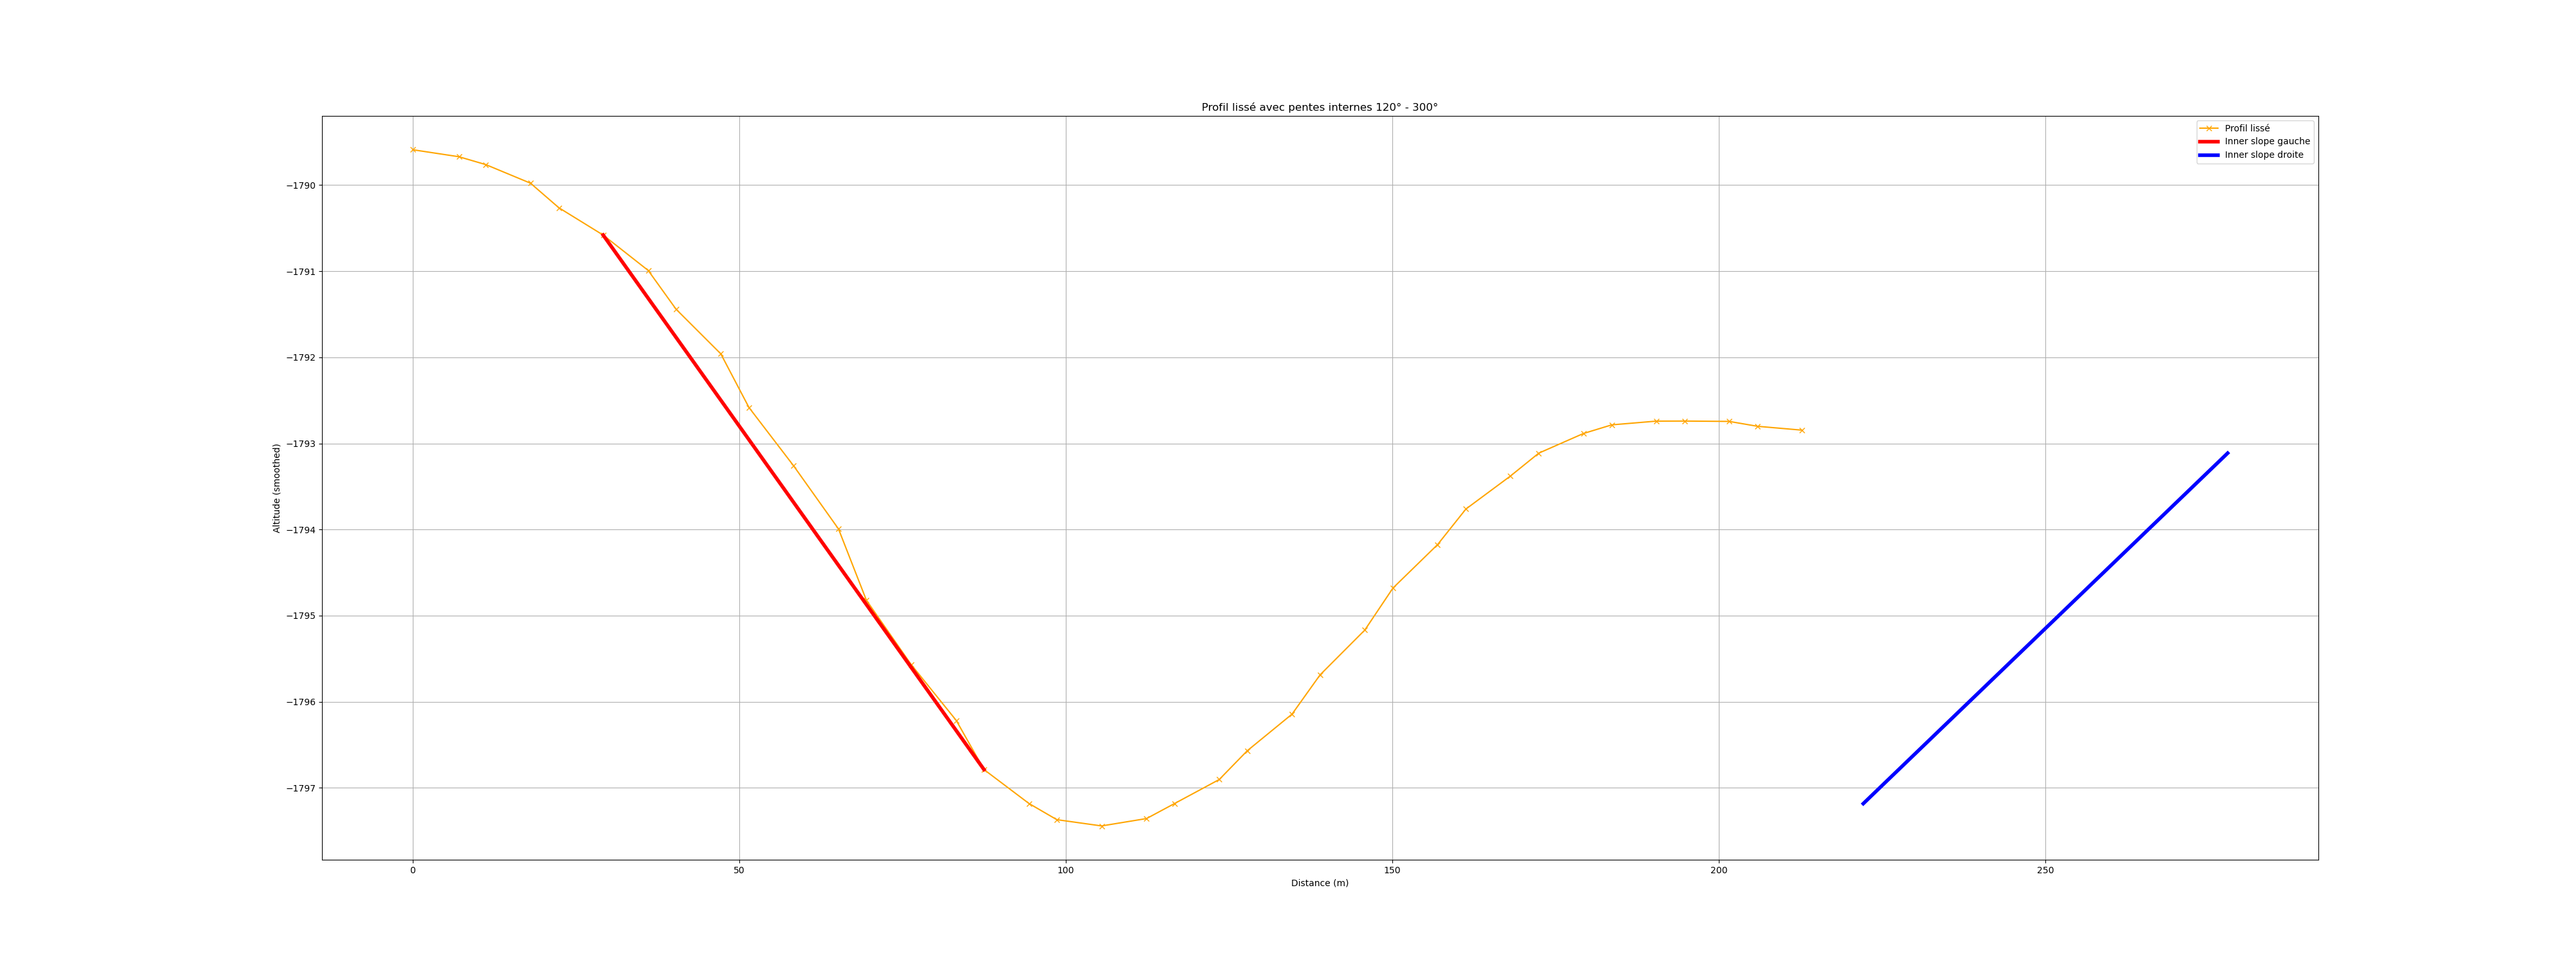 Profil lissé avec pentes internes 120° - 300°
Profil lissé
Inner slope gauche
Inner slope droite
Altitude (smoothed)
−1790
−1791
−1792
−1793
−1794
−1795
−1796
−1797
0
50
100
150
200
250
Distance (m)